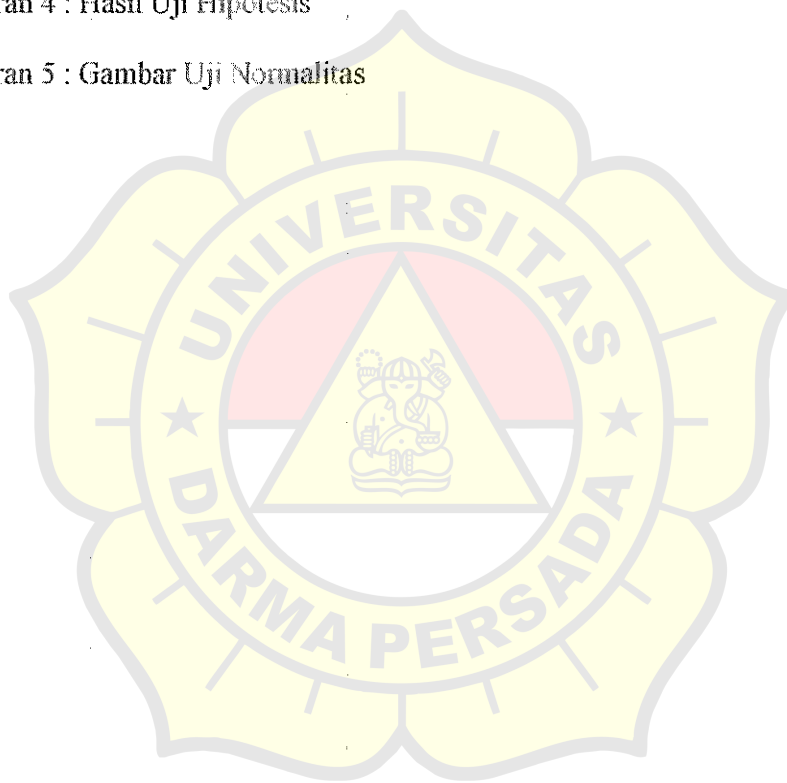 ran 4 : Hasil Uji Hipotesis
ran 5 : Gambar Uji Normalitas
UNIVERSITAS
DARMA PERSADA